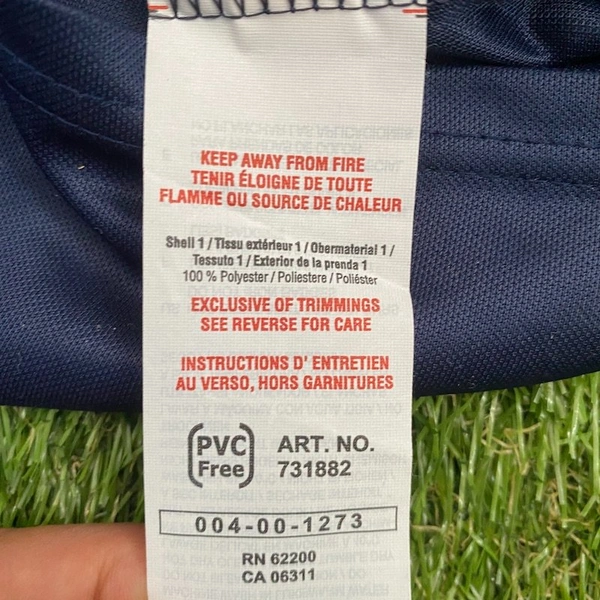 KEEP AWAY FROM FIRE
TENIR ÉLOIGNE DE TOUTE
FLAMME OU SOURCE DE CHALEUR
Shell 1 / Tissu extérieur 1 / Obermaterial 1 /
Tessuto 1 / Exterior de la prenda 1
100 % Polyester / Poliestere / Poliéster
EXCLUSIVE OF TRIMMINGS
SEE REVERSE FOR CARE
INSTRUCTIONS D' ENTRETIEN
AU VERSO, HORS GARNITURES
PVC
Free
ART. NO.
731882
004-00-1273
RN 62200
CA 06311